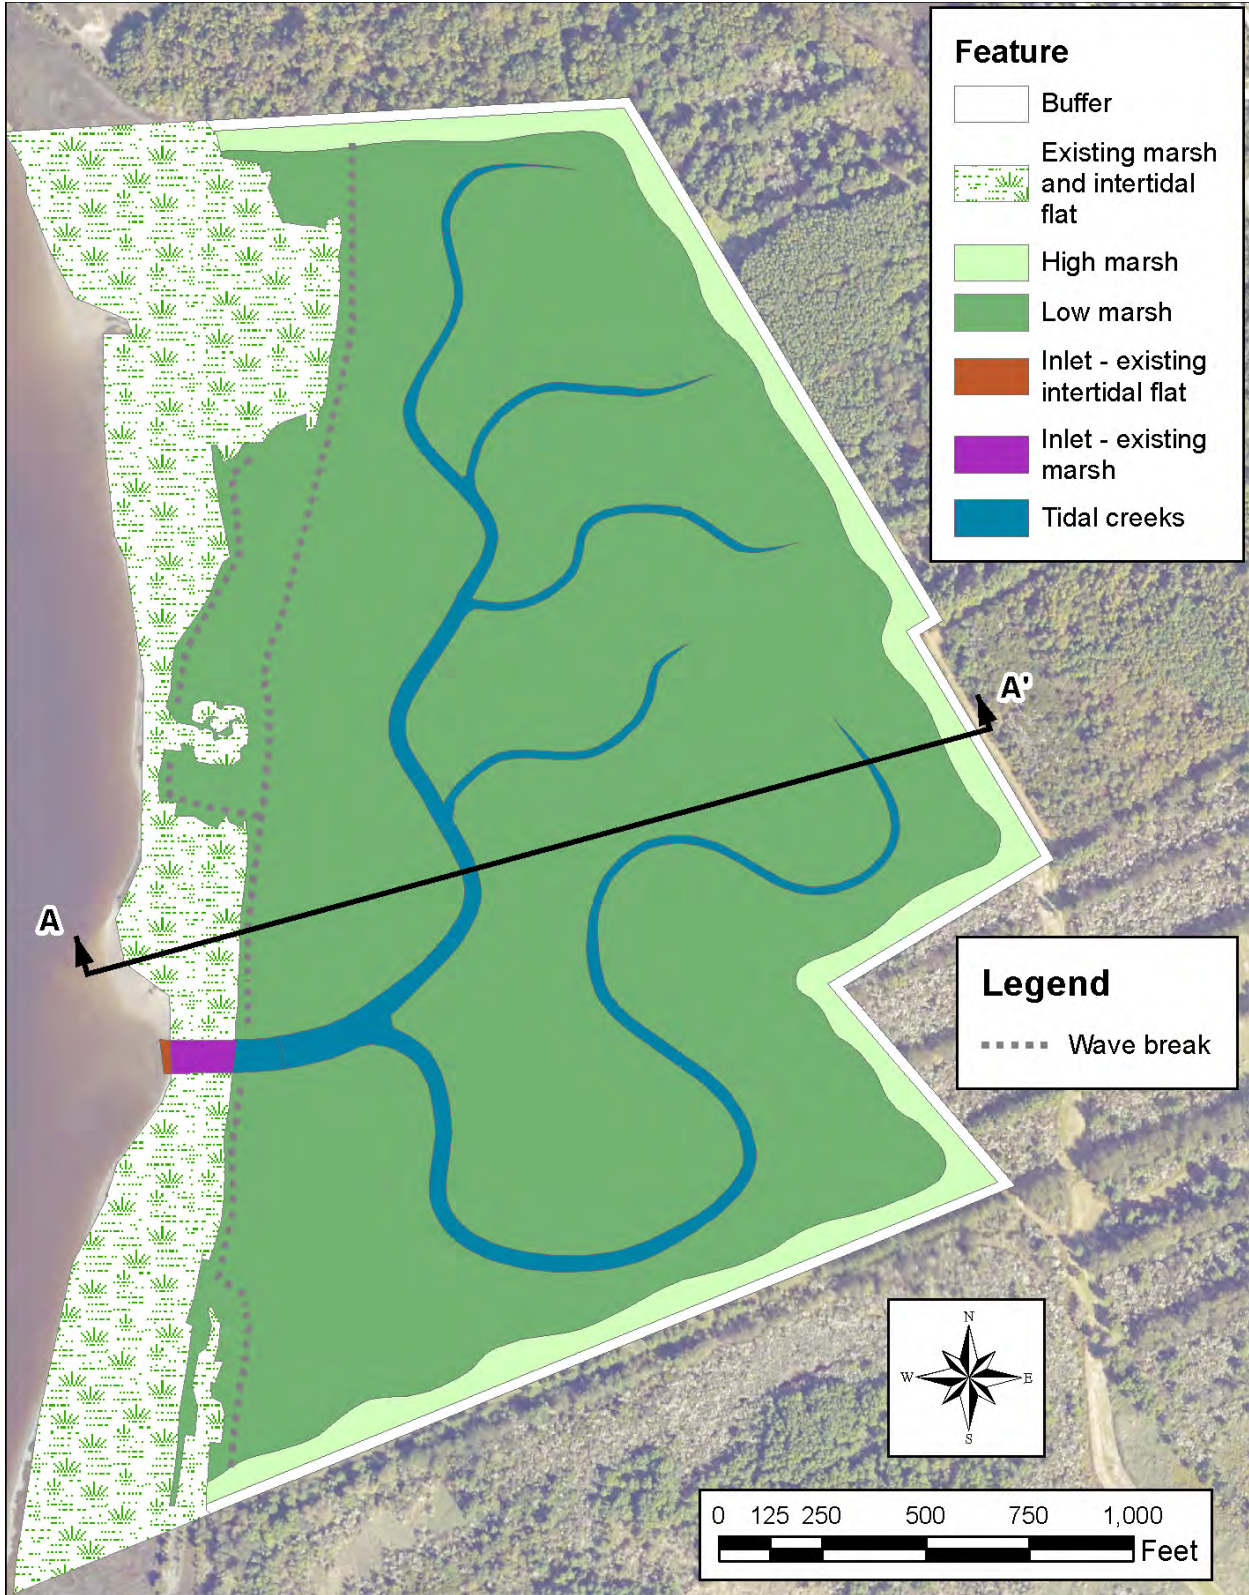 Feature
Buffer
Existing marsh
and intertidal
flat
High marsh
Low marsh
Inlet - existing
intertidal flat
Inlet - existing
marsh
Tidal creeks
A'
A
Legend
Wave break
N
W E
S
0 125 250 500 750 1,000
Feet